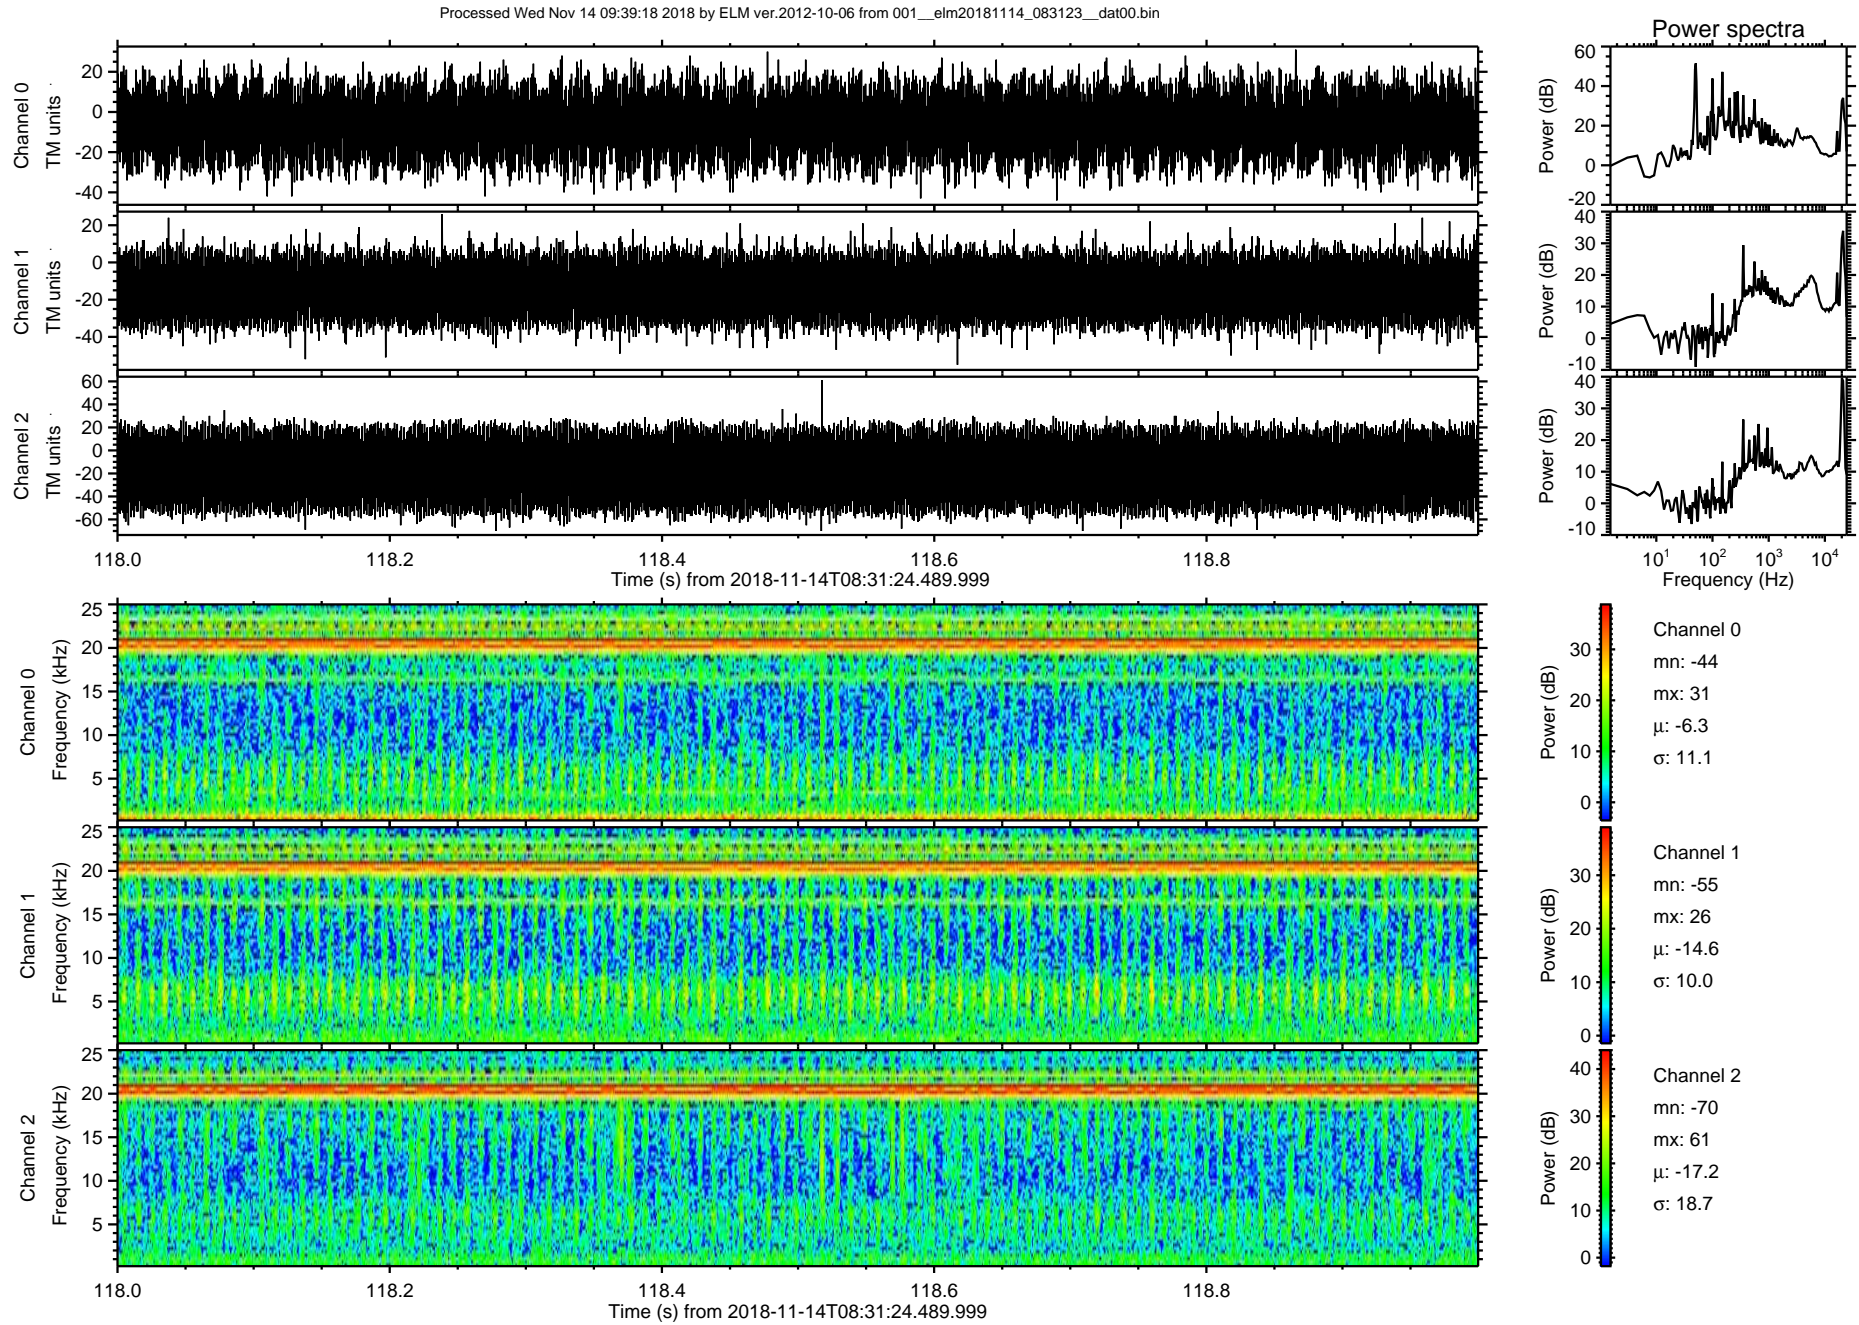 Processed Wed Nov 14 09:39:18 2018 by ELM ver.2012-10-06 from 001__elm20181114_083123__dat00.bin
Power spectra
Channel 0
TM units
20
0
-20
-40
Power (dB)
60
40
20
0
-20
Channel 1
TM units
20
0
-20
-40
Power (dB)
40
30
20
10
0
-10
Channel 2
TM units
60
40
20
0
-20
-40
-60
Power (dB)
40
30
20
10
0
-10
118.0 118.2 118.4 118.6 118.8
Time (s) from 2018-11-14T08:31:24.489.999
10^1 10^2 10^3 10^4
Frequency (Hz)
Channel 0
Frequency (kHz)
25
20
15
10
5
Power (dB)
30
20
10
0
Channel 0
mn: -44
mx: 31
μ: -6.3
σ: 11.1
Channel 1
Frequency (kHz)
25
20
15
10
5
Power (dB)
30
20
10
0
Channel 1
mn: -55
mx: 26
μ: -14.6
σ: 10.0
Channel 2
Frequency (kHz)
25
20
15
10
5
Power (dB)
40
30
20
10
0
Channel 2
mn: -70
mx: 61
μ: -17.2
σ: 18.7
118.0 118.2 118.4 118.6 118.8
Time (s) from 2018-11-14T08:31:24.489.999